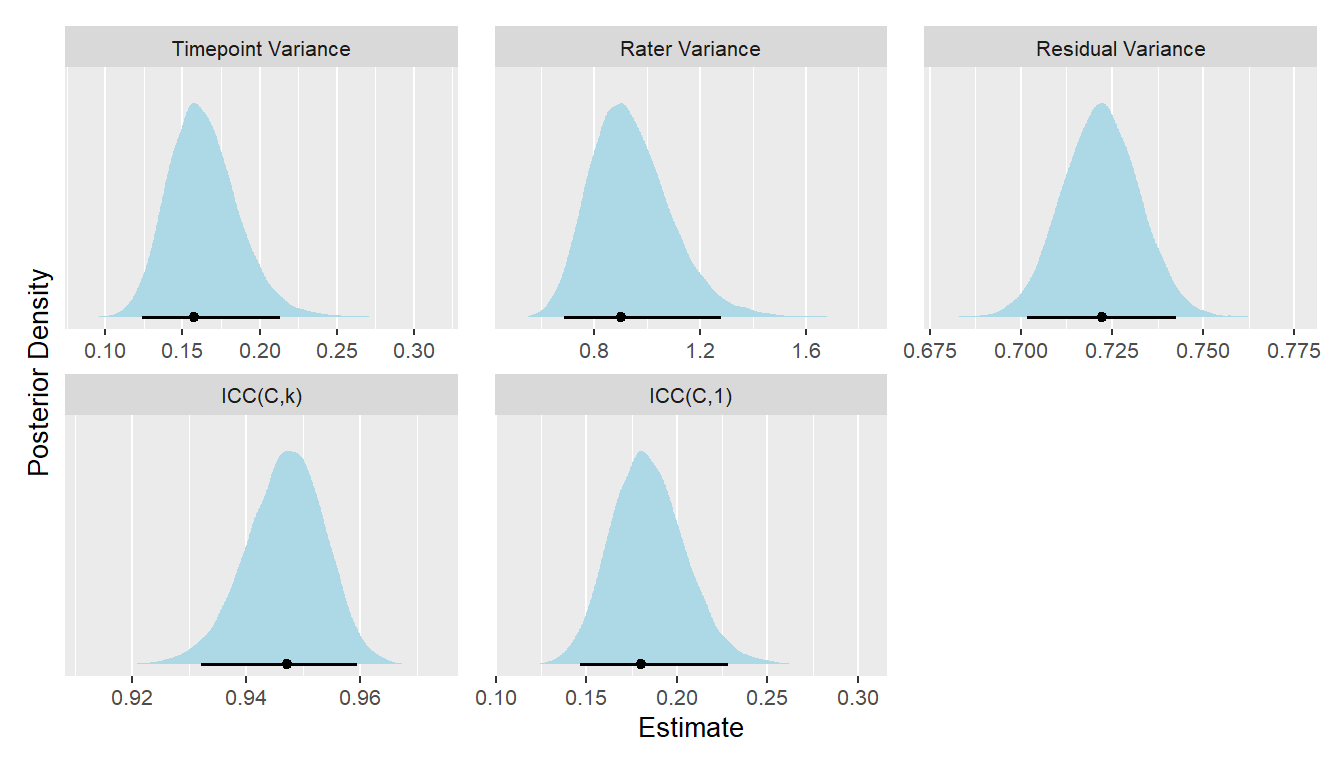 Timepoint Variance
Rater Variance
Residual Variance
Posterior Density
0.10 0.15 0.20 0.25 0.30
0.8 1.2 1.6
0.675 0.700 0.725 0.750 0.775
ICC(C,k)
ICC(C,1)
0.92 0.94 0.96
0.10 0.15 0.20 0.25 0.30
Estimate